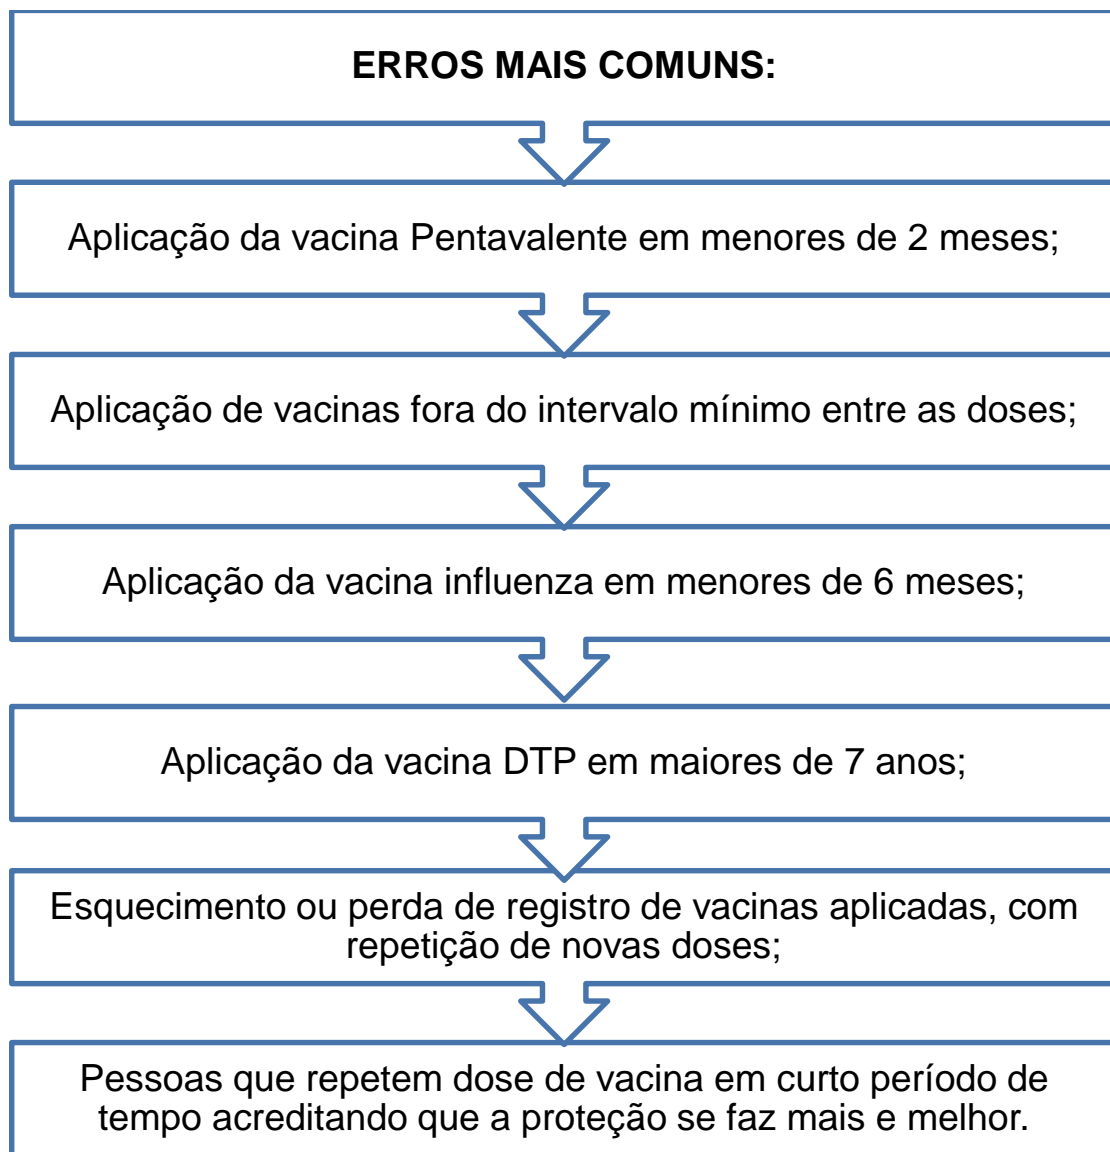 ERROS MAIS COMUNS:
Aplicação da vacina Pentavalente em menores de 2 meses;
Aplicação de vacinas fora do intervalo mínimo entre as doses;
Aplicação da vacina influenza em menores de 6 meses;
Aplicação da vacina DTP em maiores de 7 anos;
Esquecimento ou perda de registro de vacinas aplicadas, com
repetição de novas doses;
Pessoas que repetem dose de vacina em curto período de
tempo acreditando que a proteção se faz mais e melhor.